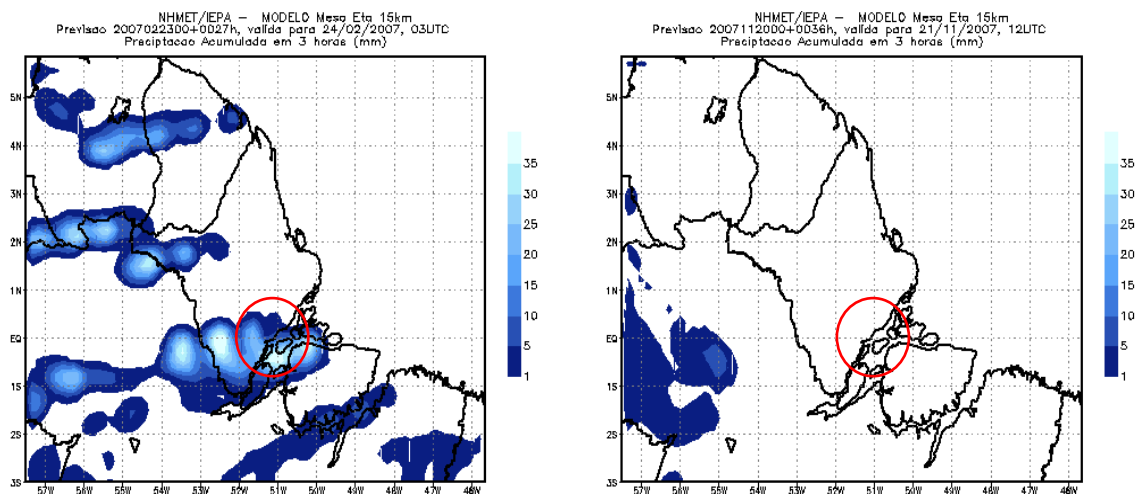 NHMET/IEPA – MODELO Meso Eta 15km
Previsao 2007022300+0027h, valida para 24/02/2007, 03UTC
Preciptacao Acumulada em 3 horas (mm)
5N
4N
3N
2N
1N
EQ
1S
2S
3S
57W 56W 55W 54W 53W 52W 51W 50W 49W 48W 47W 46W
35
30
25
20
15
10
5
1
NHMET/IEPA – MODELO Meso Eta 15km
Previsao 2007112000+0036h, valida para 21/11/2007, 12UTC
Preciptacao Acumulada em 3 horas (mm)
5N
4N
3N
2N
1N
EQ
1S
2S
3S
57W 56W 55W 54W 53W 52W 51W 50W 49W 48W 47W 46W
35
30
25
20
15
10
5
1